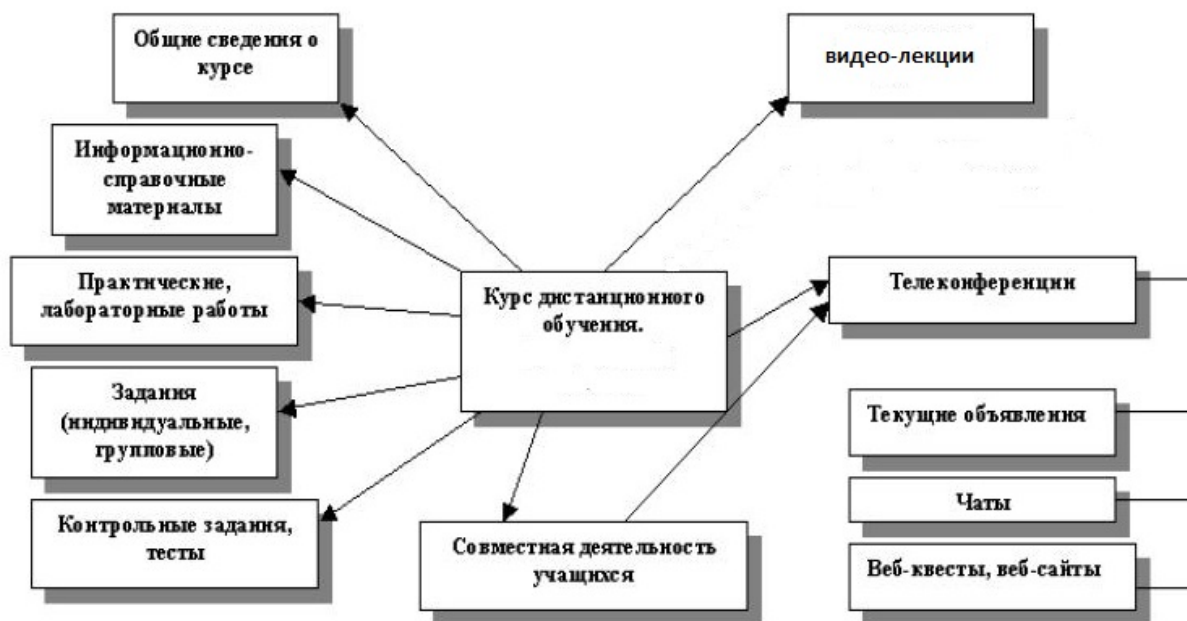 Общие сведения о
курсе
видео-лекции
Информационно-
справочные
материалы
Практические,
лабораторные работы
Курс дистанционного
обучения.
Телеконференции
Задания
(индивидуальные,
групповые)
Текущие объявления
Контрольные задания,
тесты
Совместная деятельность
учащихся
Чаты
Веб-квесты, веб-сайты